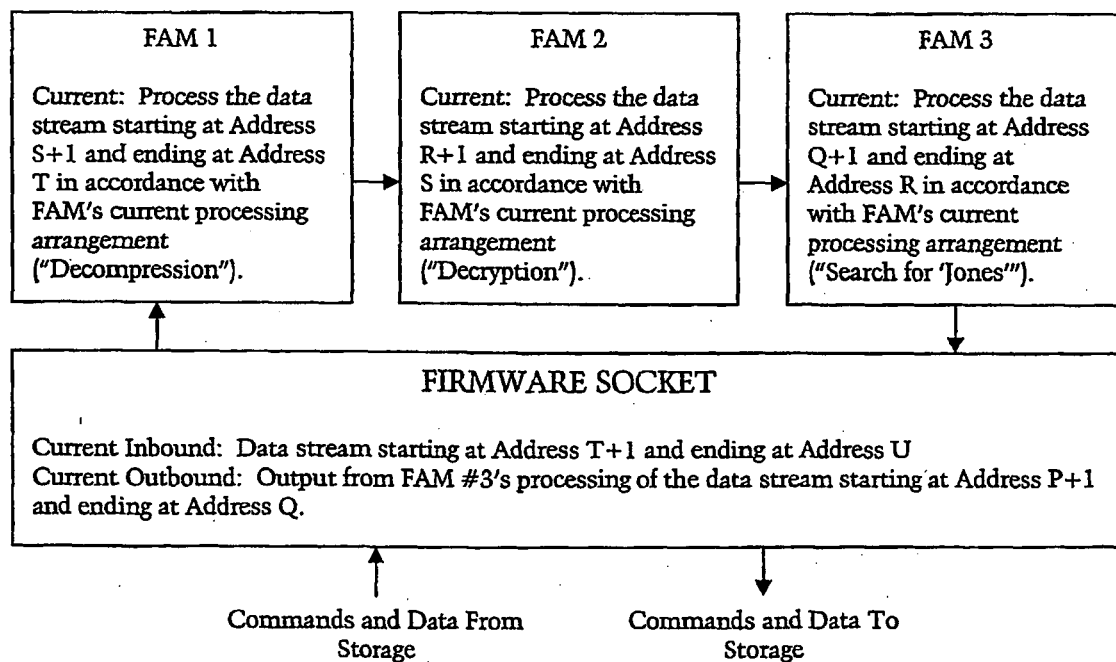 FAM 1
Current: Process the data
stream starting at Address
S+1 and ending at Address
T in accordance with
FAM's current processing
arrangement
("Decompression").
FAM 2
Current: Process the data
stream starting at Address
R+1 and ending at Address
S in accordance with
FAM's current processing
arrangement
("Decryption").
FAM 3
Current: Process the data
stream starting at Address
Q+1 and ending at
Address R in accordance
with FAM's current
processing arrangement
("Search for 'Jones'").
FIRMWARE SOCKET
Current Inbound: Data stream starting at Address T+1 and ending at Address U
Current Outbound: Output from FAM #3's processing of the data stream starting at Address P+1
and ending at Address Q.
Commands and Data From
Storage
Commands and Data To
Storage